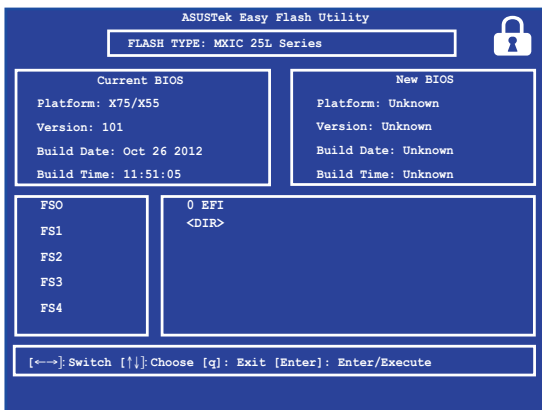 ASUSTek Easy Flash Utility
FLASH TYPE: MXIC 25L Series
Current BIOS
Platform: X75/X55
Version: 101
Build Date: Oct 26 2012
Build Time: 11:51:05
New BIOS
Platform: Unknown
Version: Unknown
Build Date: Unknown
Build Time: Unknown
FSO
FS1
FS2
FS3
FS4
0 EFI
<DIR>
[←→]: Switch [↑↓]: Choose [q]: Exit [Enter]: Enter/Execute